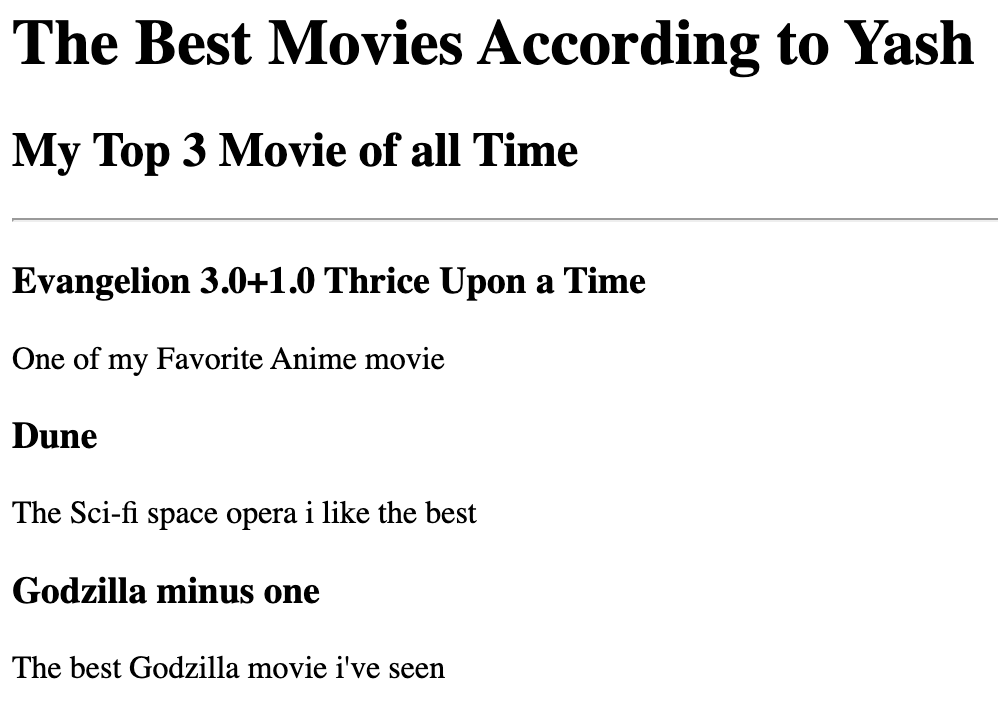 The Best Movies According to Yash
My Top 3 Movie of all Time
Evangelion 3.0+1.0 Thrice Upon a Time
One of my Favorite Anime movie
Dune
The Sci-fi space opera i like the best
Godzilla minus one
The best Godzilla movie i've seen